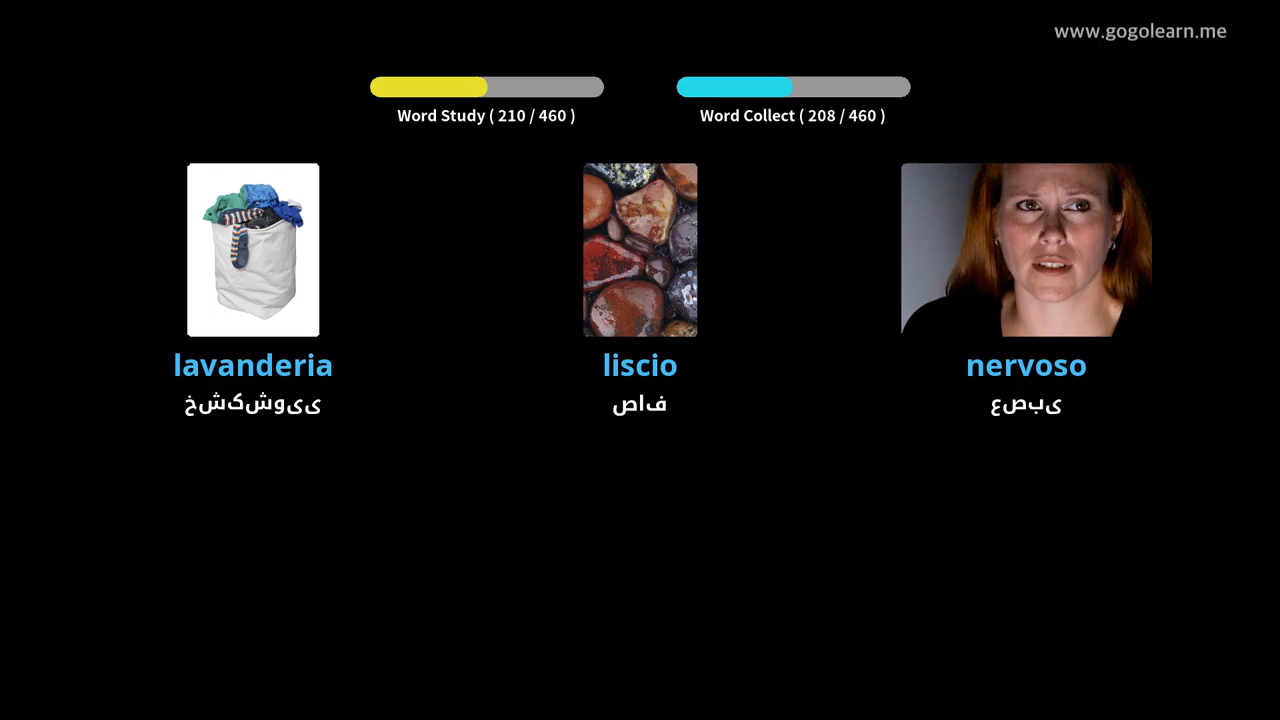 www.gogolearn.me
Word Study ( 210 / 460 )
Word Collect ( 208 / 460 )
lavanderia
ییوشکشخ
liscio
فاص
nervoso
یبصع